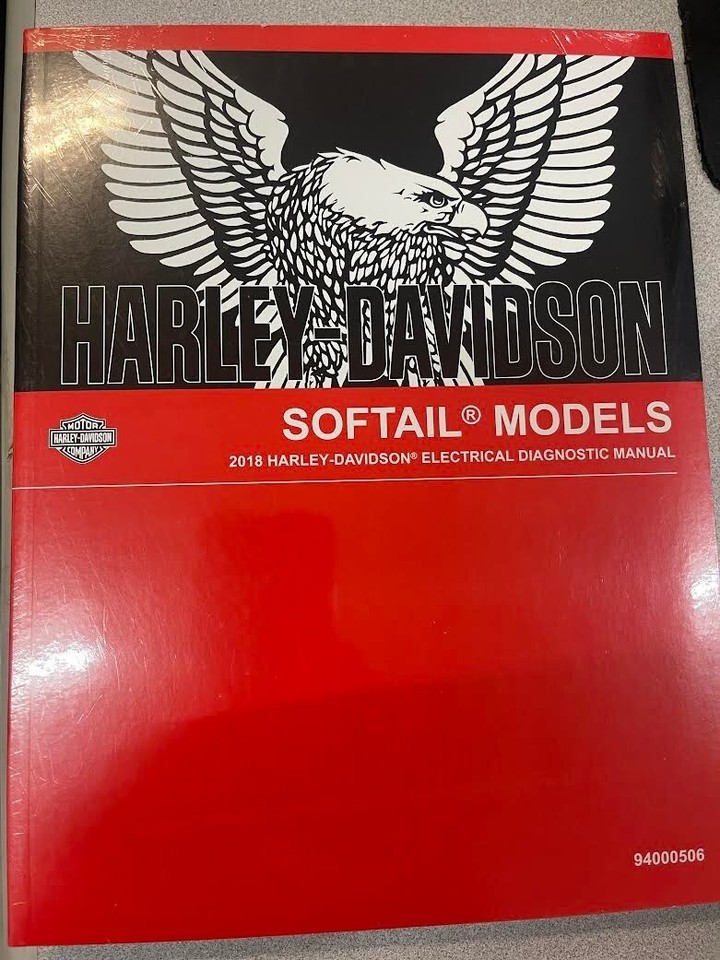 HARLEY-DAVIDSON
SOFTAIL® MODELS
2018 HARLEY-DAVIDSON® ELECTRICAL DIAGNOSTIC MANUAL
MOTOR
HARLEY-DAVIDSON
COMPANY
94000506